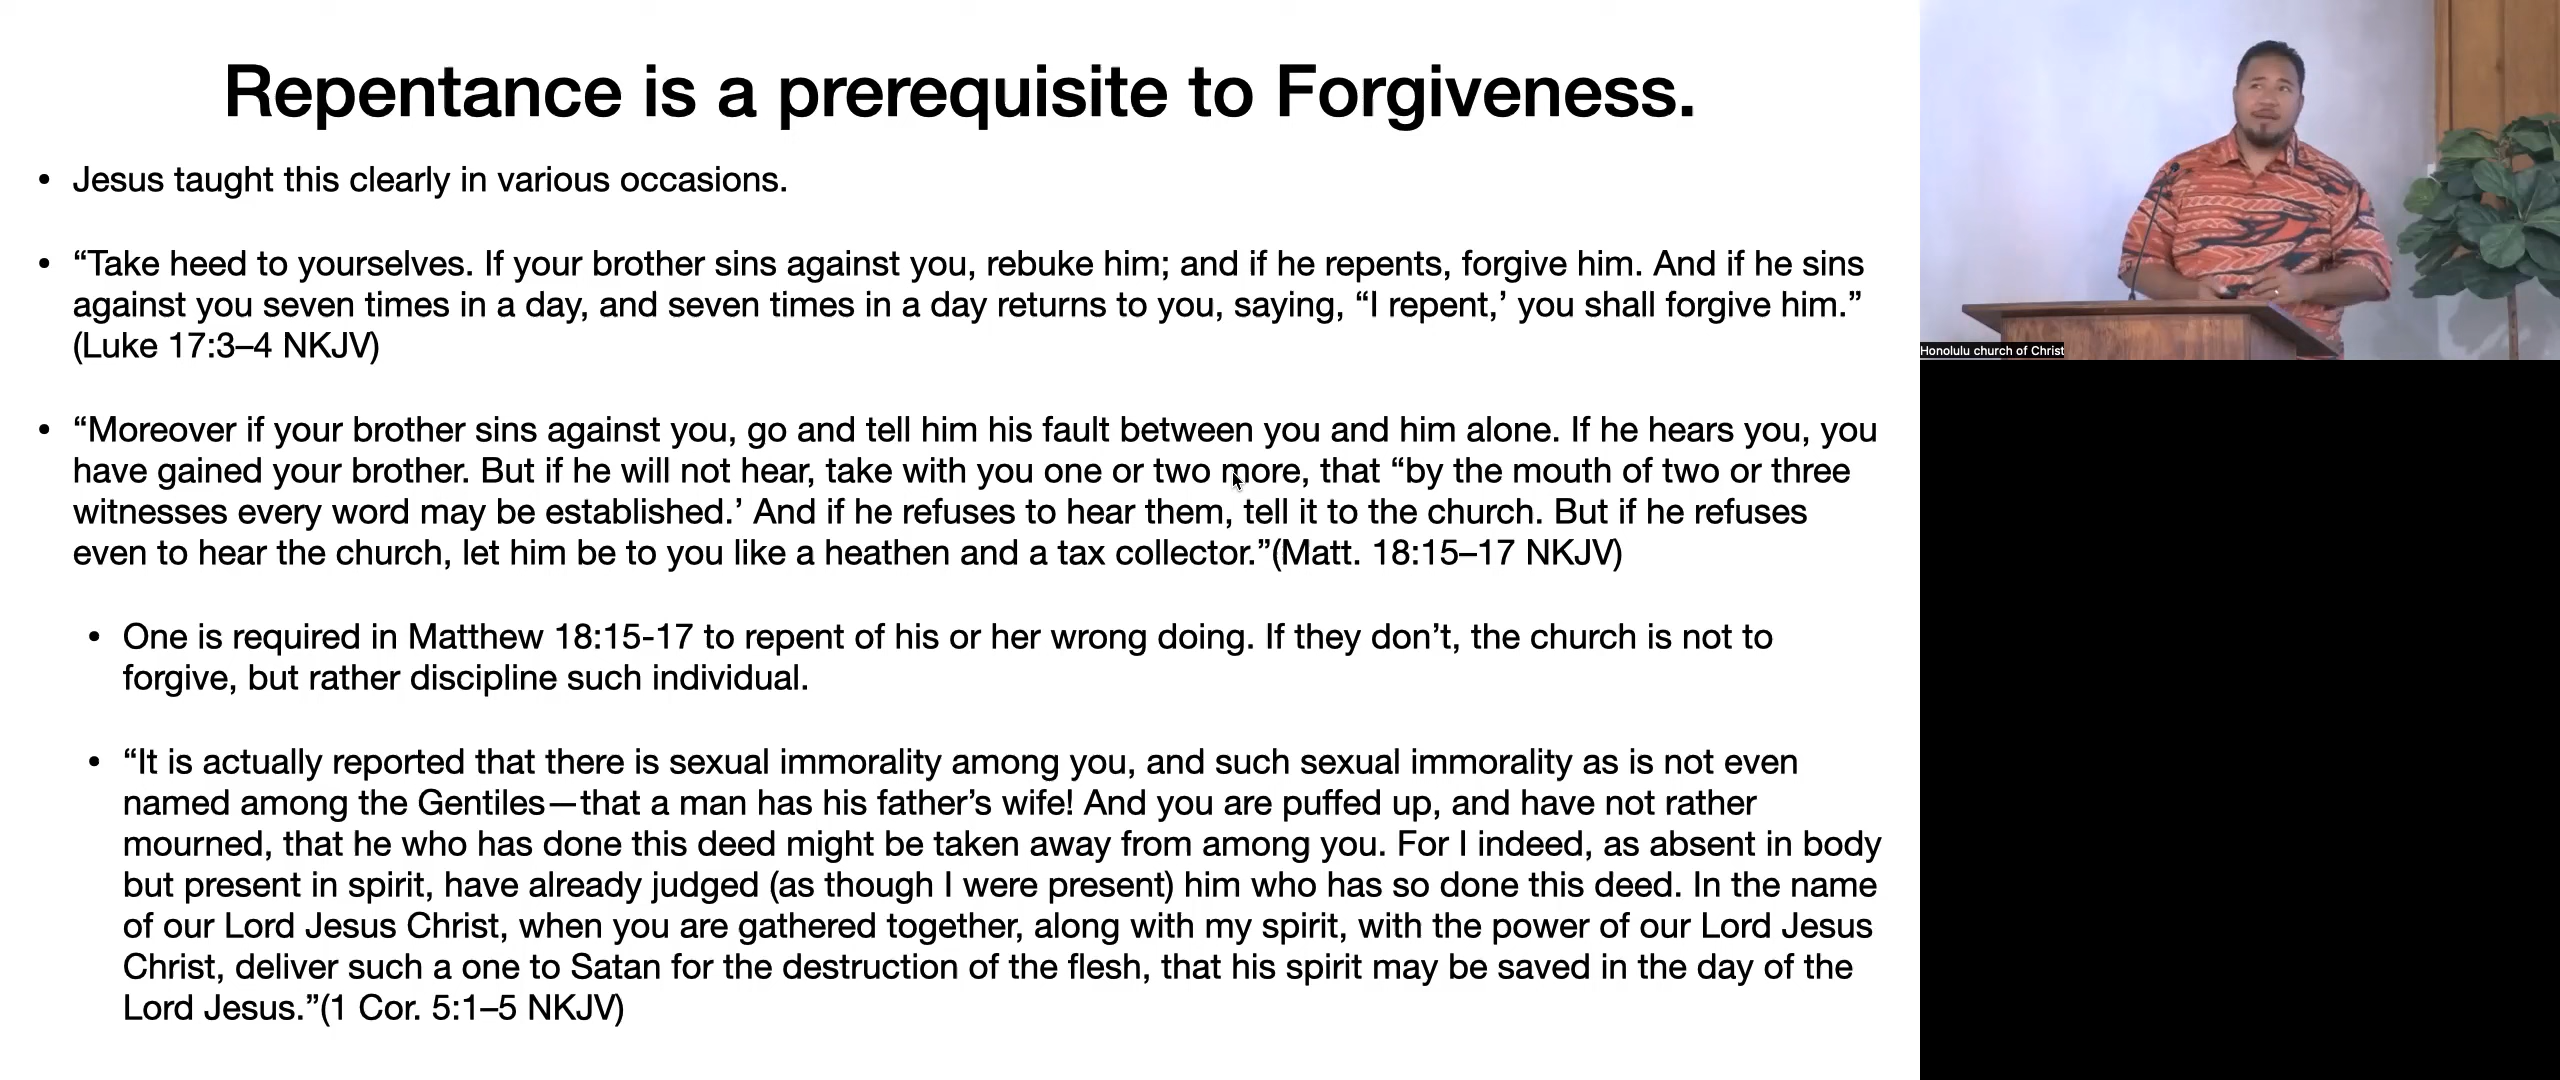 Repentance is a prerequisite to Forgiveness.
• Jesus taught this clearly in various occasions.
• “Take heed to yourselves. If your brother sins against you, rebuke him; and if he repents, forgive him. And if he sins
against you seven times in a day, and seven times in a day returns to you, saying, “I repent,’ you shall forgive him.”
(Luke 17:3–4 NKJV)
• “Moreover if your brother sins against you, go and tell him his fault between you and him alone. If he hears you, you
have gained your brother. But if he will not hear, take with you one or two more, that “by the mouth of two or three
witnesses every word may be established.’ And if he refuses to hear them, tell it to the church. But if he refuses
even to hear the church, let him be to you like a heathen and a tax collector.”(Matt. 18:15–17 NKJV)
• One is required in Matthew 18:15-17 to repent of his or her wrong doing. If they don’t, the church is not to
forgive, but rather discipline such individual.
• “It is actually reported that there is sexual immorality among you, and such sexual immorality as is not even
named among the Gentiles—that a man has his father’s wife! And you are puffed up, and have not rather
mourned, that he who has done this deed might be taken away from among you. For I indeed, as absent in body
but present in spirit, have already judged (as though I were present) him who has so done this deed. In the name
of our Lord Jesus Christ, when you are gathered together, along with my spirit, with the power of our Lord Jesus
Christ, deliver such a one to Satan for the destruction of the flesh, that his spirit may be saved in the day of the
Lord Jesus.”(1 Cor. 5:1–5 NKJV)
Honolulu church of Christ